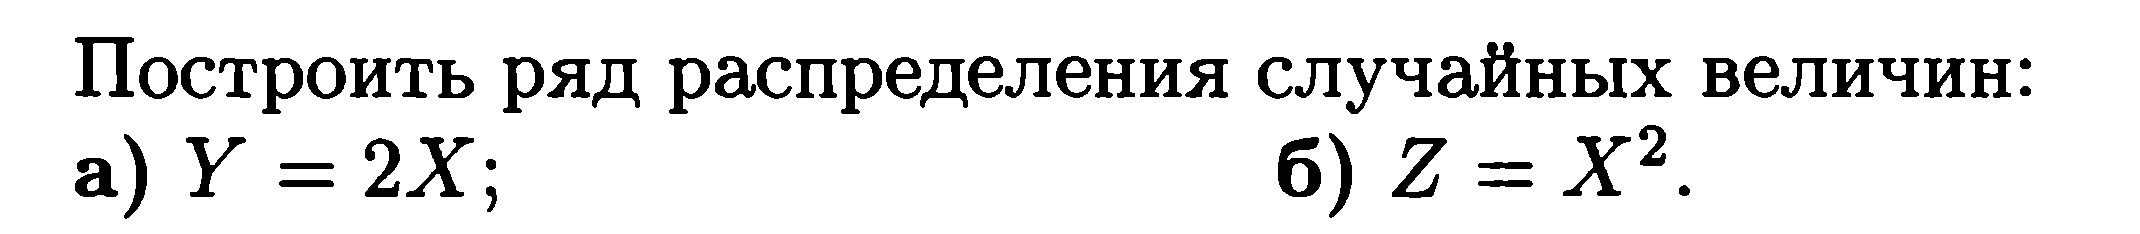 Построить ряд распределения случайных величин:
а) Y = 2X; б) Z = X².